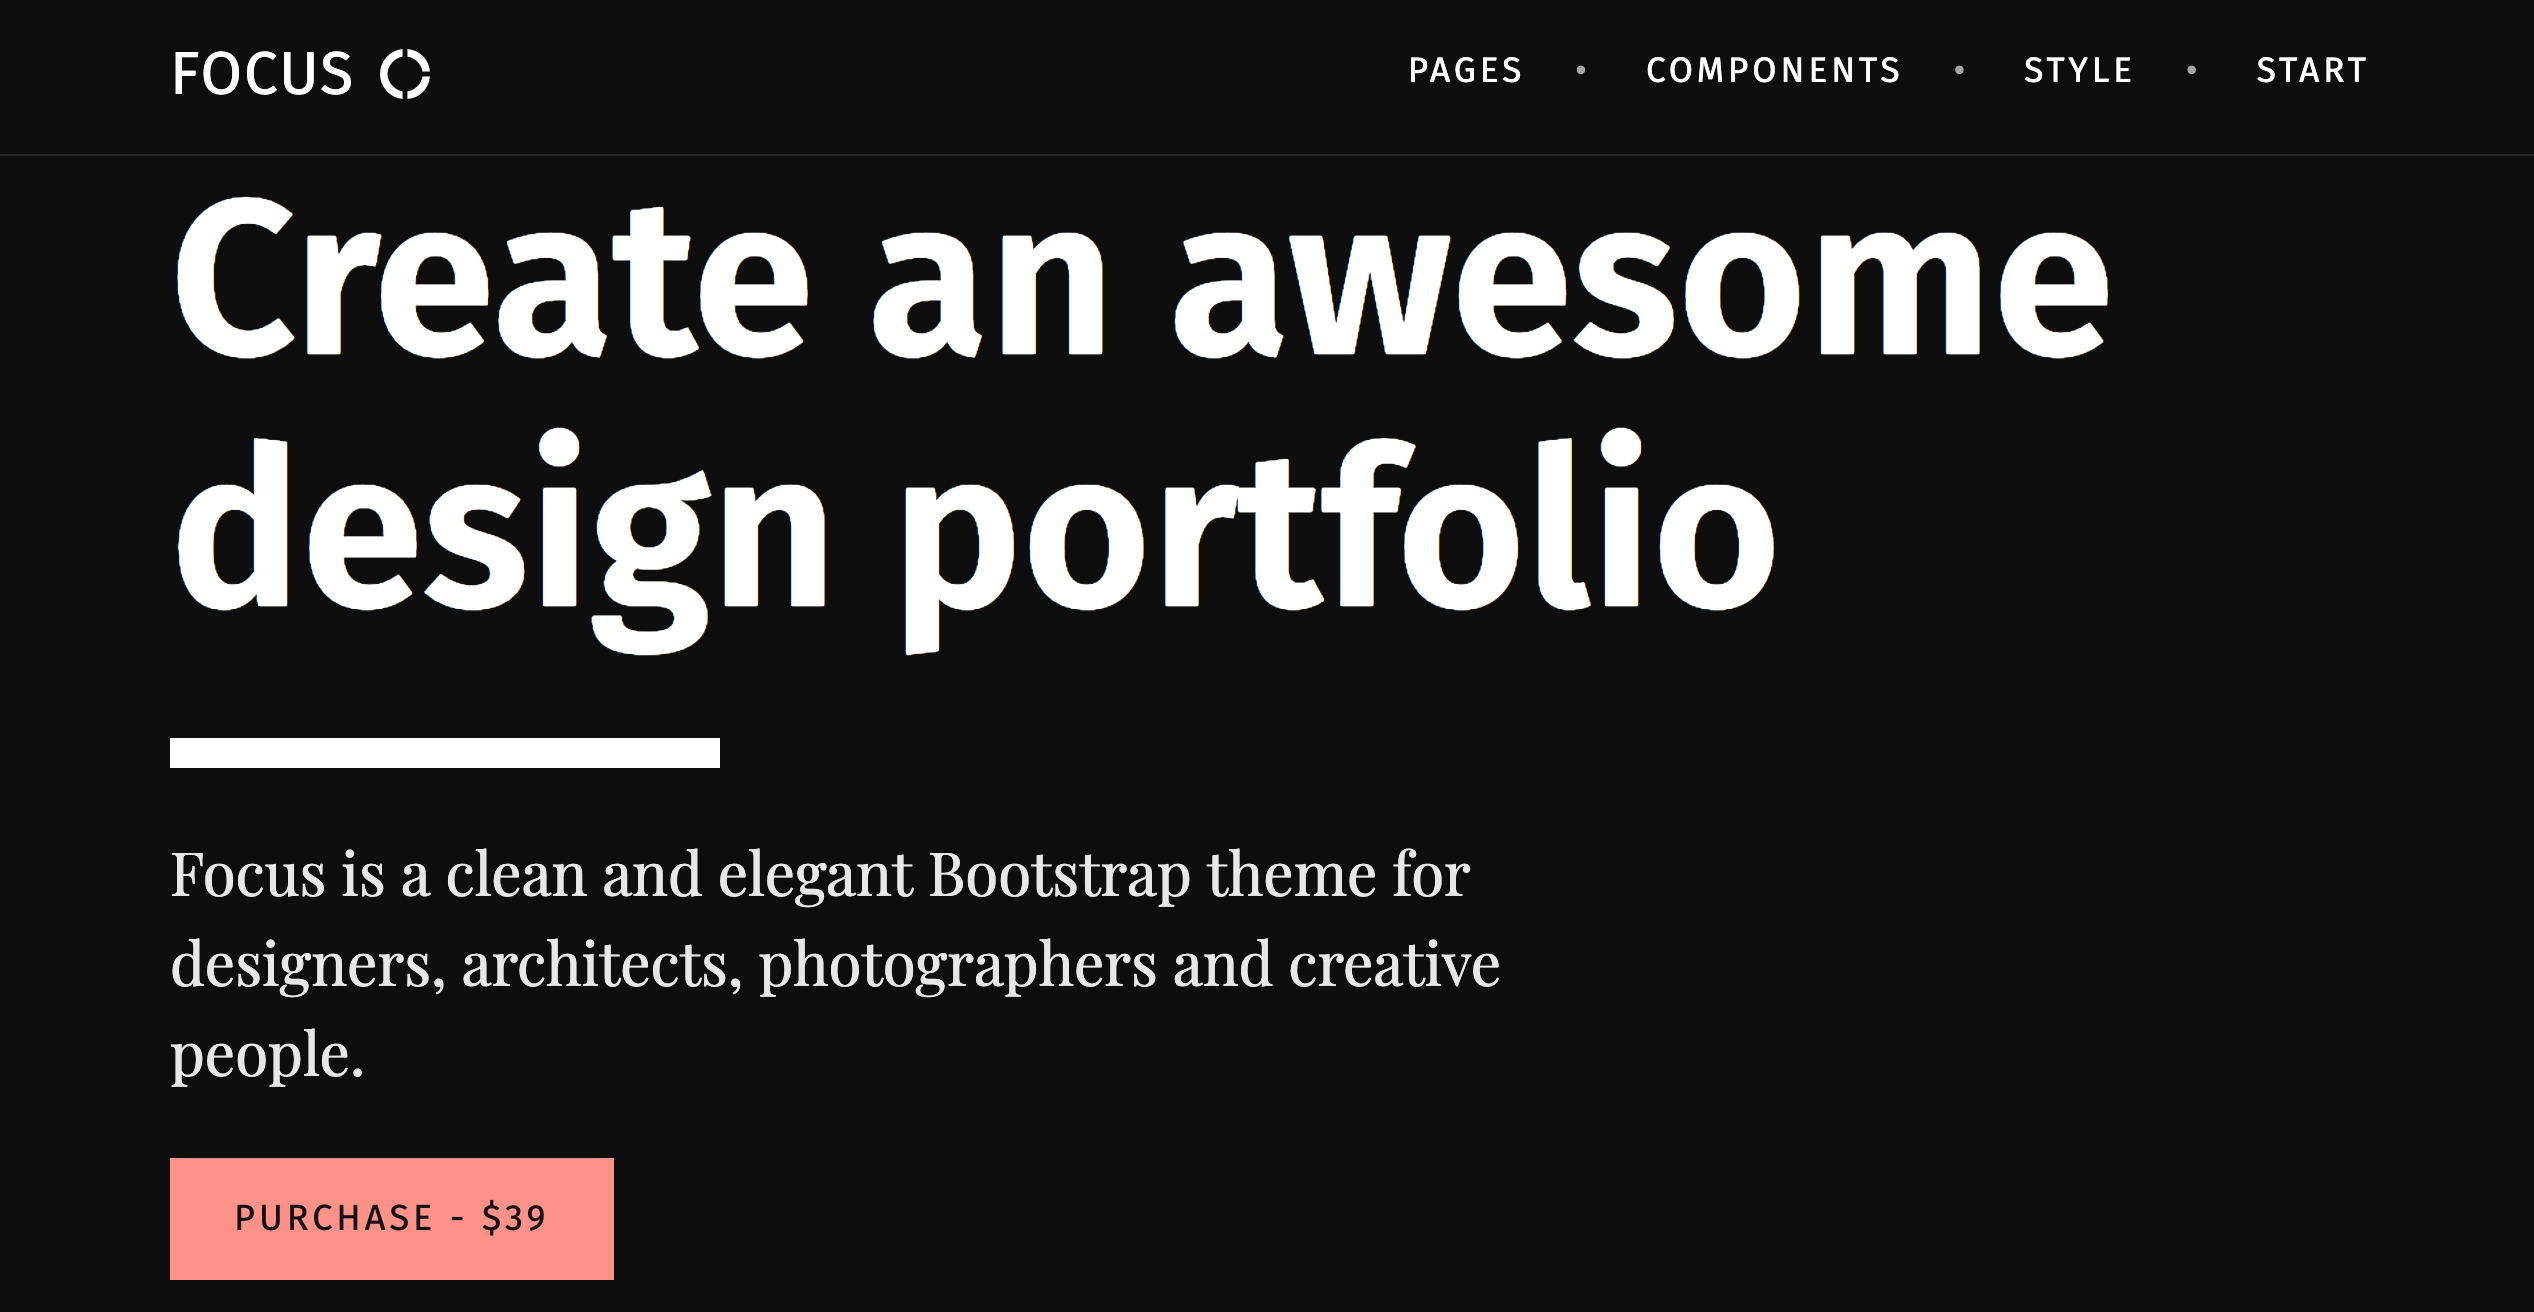 FOCUS
PAGES • COMPONENTS • STYLE • START
Create an awesome
design portfolio
Focus is a clean and elegant Bootstrap theme for
designers, architects, photographers and creative
people.
PURCHASE - $39